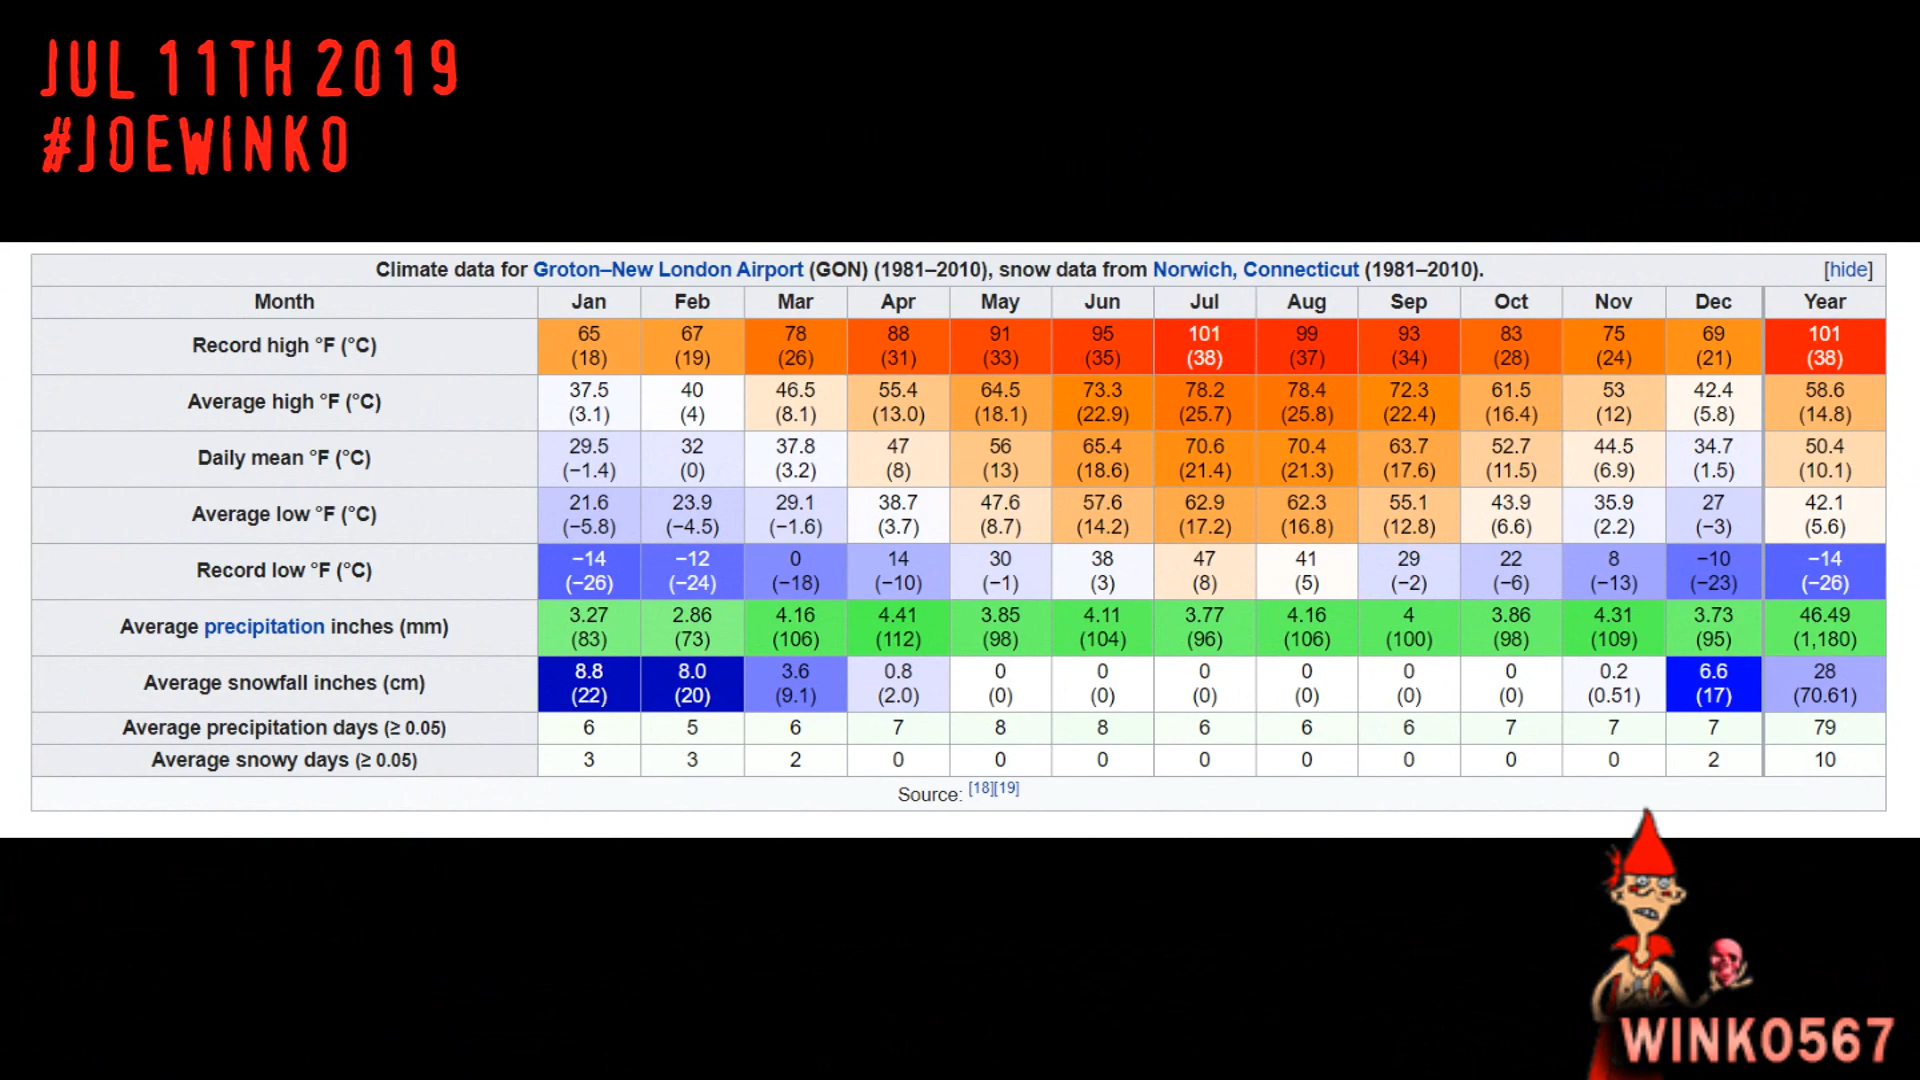 JUL 11TH 2019
#JOEWINKO
Climate data for Groton–New London Airport (GON) (1981–2010), snow data from Norwich, Connecticut (1981–2010). [hide]
Month Jan Feb Mar Apr May Jun Jul Aug Sep Oct Nov Dec Year
Record high °F (°C) 65 67 78 88 91 95 101 99 93 83 75 69 101
(18) (19) (26) (31) (33) (35) (38) (37) (34) (28) (24) (21) (38)
Average high °F (°C) 37.5 40 46.5 55.4 64.5 73.3 78.2 78.4 72.3 61.5 53 42.4 58.6
(3.1) (4) (8.1) (13.0) (18.1) (22.9) (25.7) (25.8) (22.4) (16.4) (12) (5.8) (14.8)
Daily mean °F (°C) 29.5 32 37.8 47 56 65.4 70.6 70.4 63.7 52.7 44.5 34.7 50.4
(−1.4) (0) (3.2) (8) (13) (18.6) (21.4) (21.3) (17.6) (11.5) (6.9) (1.5) (10.1)
Average low °F (°C) 21.6 23.9 29.1 38.7 47.6 57.6 62.9 62.3 55.1 43.9 35.9 27 42.1
(−5.8) (−4.5) (−1.6) (3.7) (8.7) (14.2) (17.2) (16.8) (12.8) (6.6) (2.2) (−3) (5.6)
Record low °F (°C) −14 −12 0 14 30 38 47 41 29 22 8 −10 −14
(−26) (−24) (−18) (−10) (−1) (3) (8) (5) (−2) (−6) (−13) (−23) (−26)
Average precipitation inches (mm) 3.27 2.86 4.16 4.41 3.85 4.11 3.77 4.16 4 3.86 4.31 3.73 46.49
(83) (73) (106) (112) (98) (104) (96) (106) (100) (98) (109) (95) (1,180)
Average snowfall inches (cm) 8.8 8.0 3.6 0.8 0 0 0 0 0 0 0.2 6.6 28
(22) (20) (9.1) (2.0) (0) (0) (0) (0) (0) (0) (0.51) (17) (70.61)
Average precipitation days (≥ 0.05) 6 5 6 7 8 8 6 6 6 7 7 7 79
Average snowy days (≥ 0.05) 3 3 2 0 0 0 0 0 0 0 0 2 10
Source: [18][19]
WINKO567